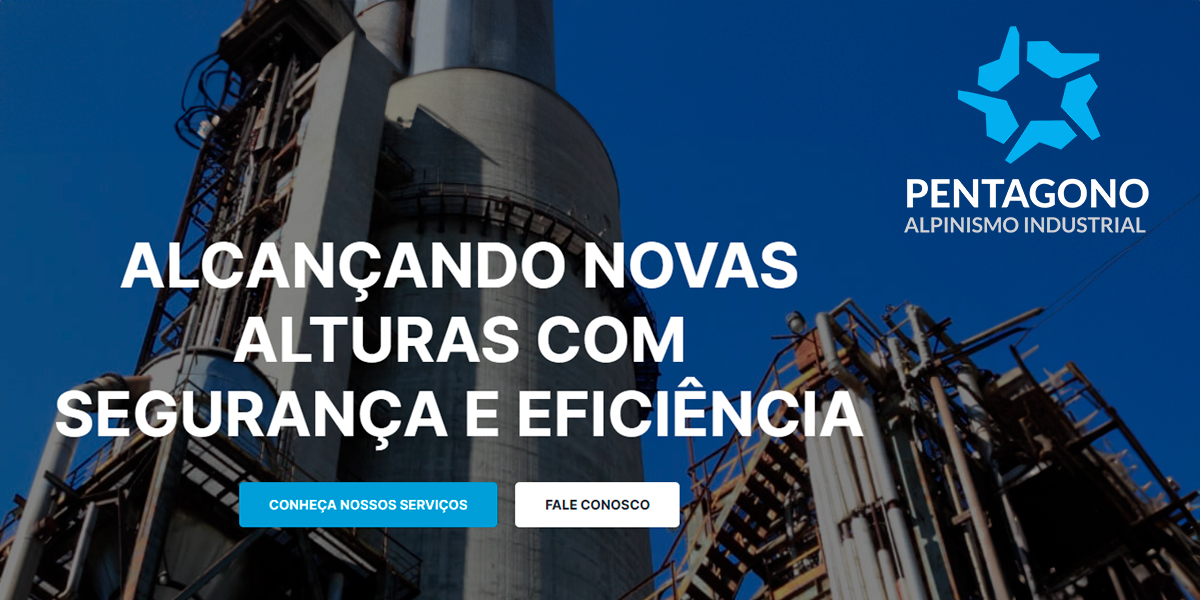 PENTAGONO
ALPINISMO INDUSTRIAL
ALCANÇANDO NOVAS
ALTURAS COM
SEGURANÇA E EFICIÊNCIA
CONHEÇA NOSSOS SERVIÇOS
FALE CONOSCO